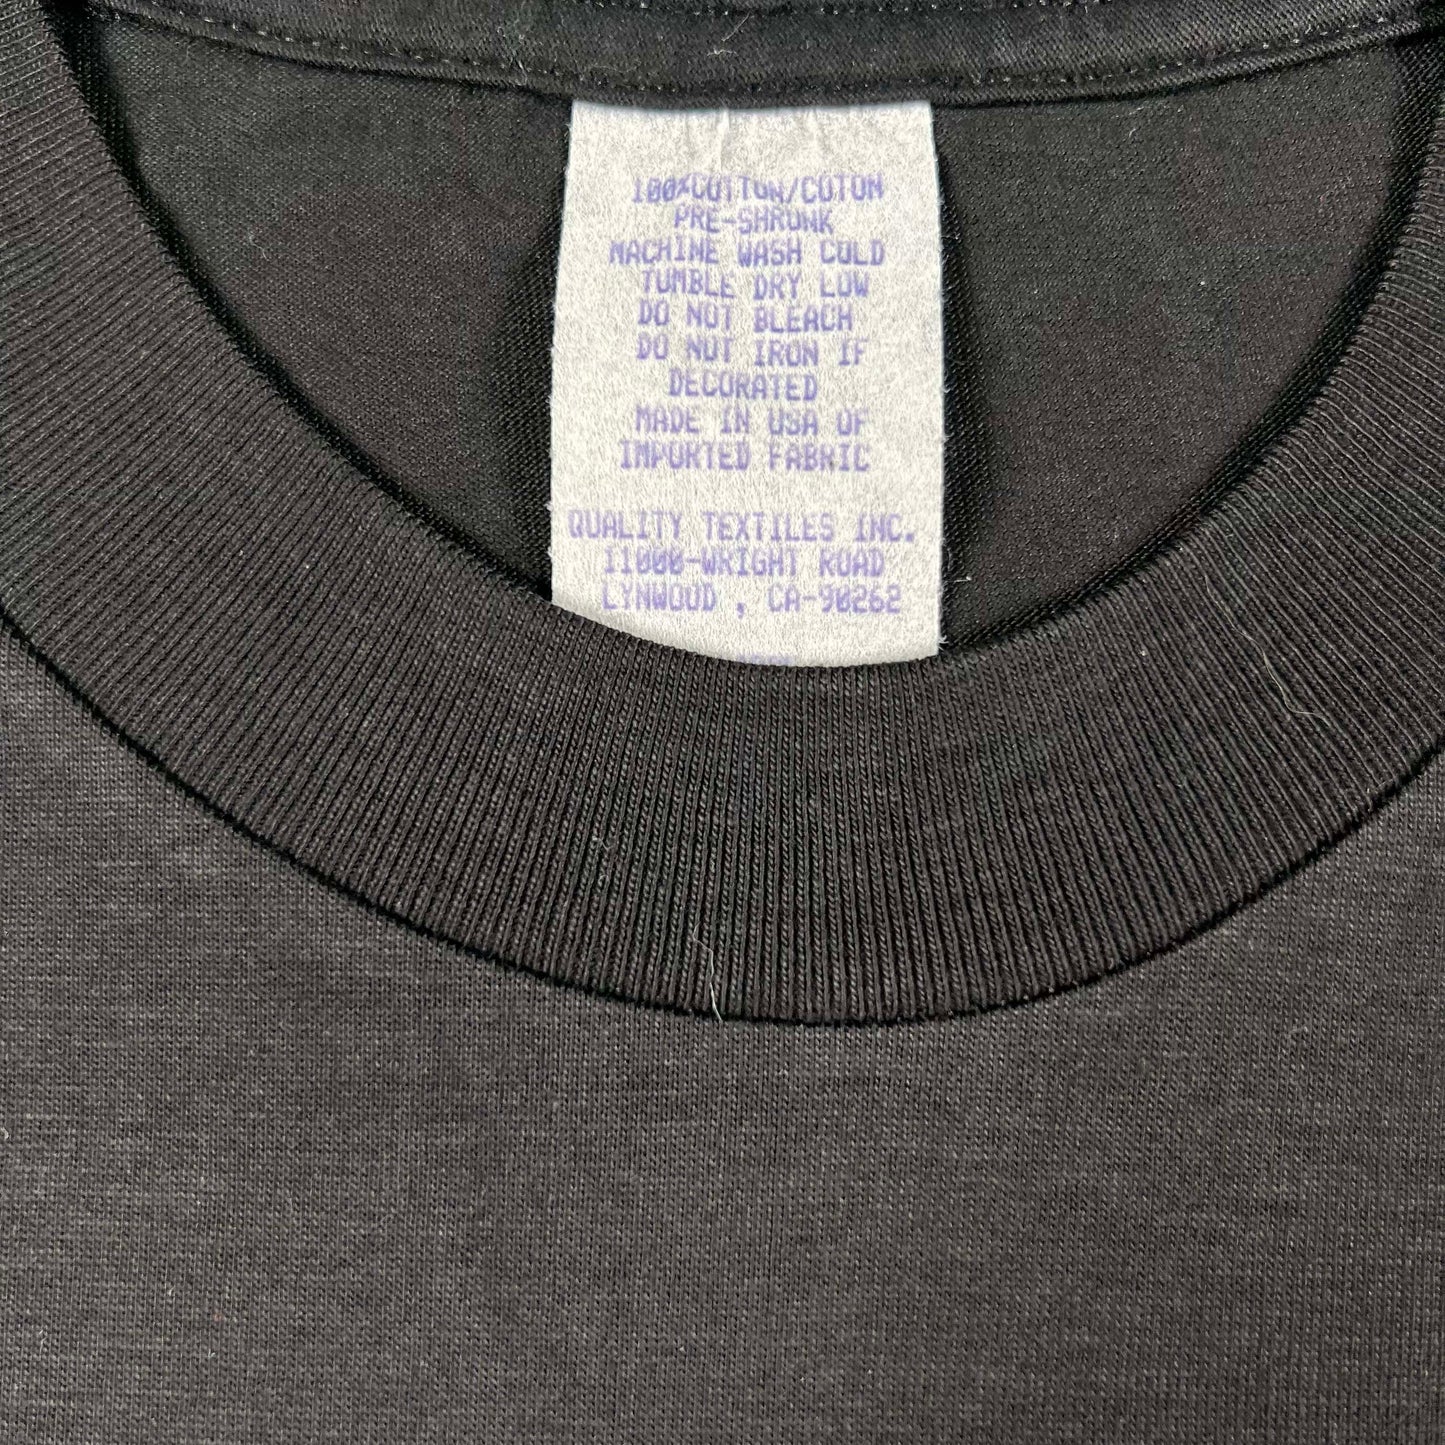 100%COTTON/COTON
PRE-SHRUNK
MACHINE WASH COLD
TUMBLE DRY LOW
DO NOT BLEACH
DO NOT IRON IF
DECORATED
MADE IN USA OF
IMPORTED FABRIC
QUALITY TEXTILES INC.
11000-WRIGHT ROAD
LYNWOOD , CA-90262